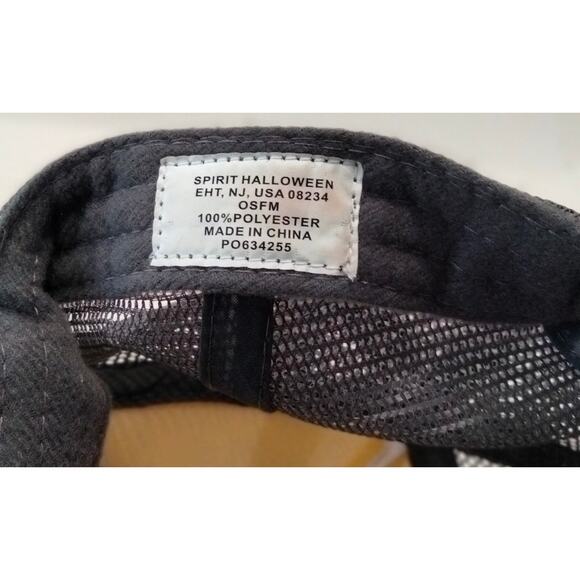 SPIRIT HALLOWEEN
EHT, NJ, USA 08234
OSFM
100%POLYESTER
MADE IN CHINA
PO634255